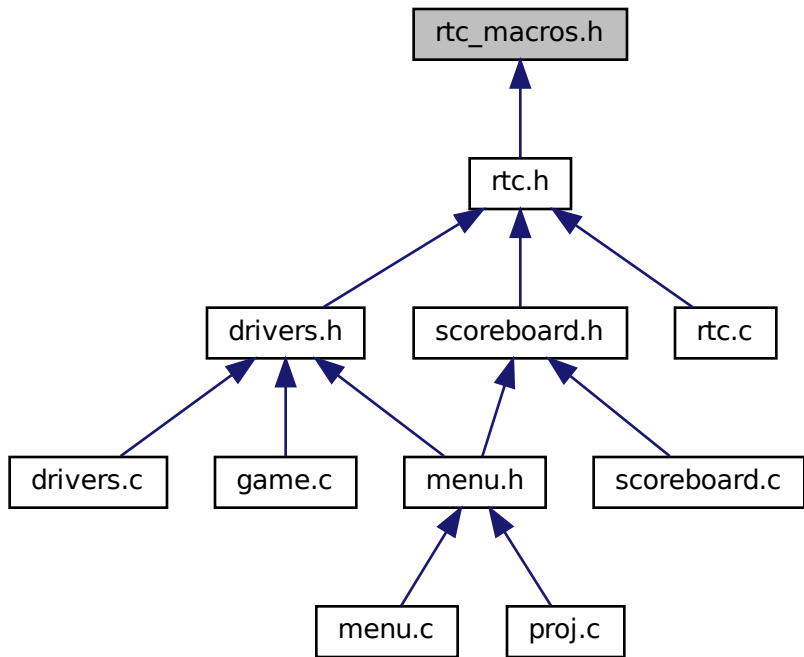 rtc_macros.h
rtc.h
drivers.h
scoreboard.h
rtc.c
drivers.c
game.c
menu.h
scoreboard.c
menu.c
proj.c